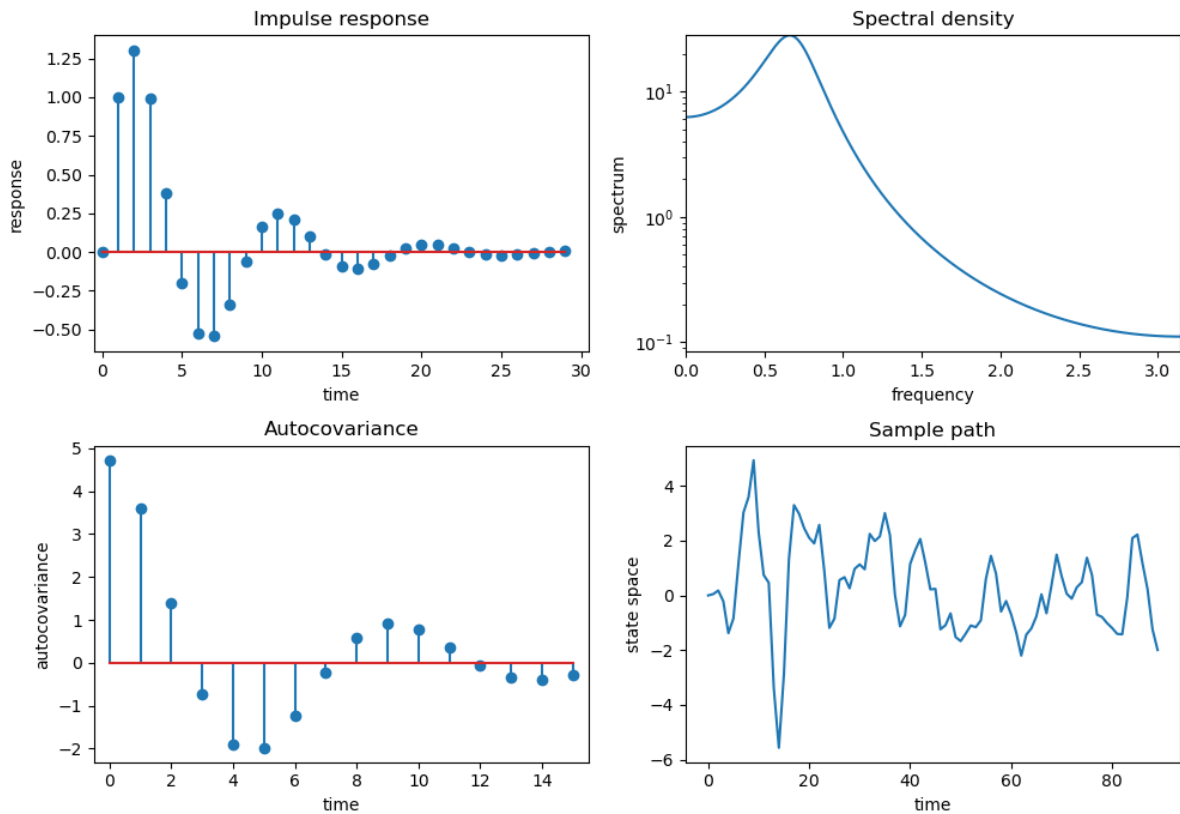 Impulse response
1.25
1.00
0.75
0.50
0.25
0.00
−0.25
−0.50
response
0 5 10 15 20 25 30
time
Spectral density
10¹
10⁰
10⁻¹
spectrum
0.0 0.5 1.0 1.5 2.0 2.5 3.0
frequency
Autocovariance
5
4
3
2
1
0
−1
−2
autocovariance
0 2 4 6 8 10 12 14
time
Sample path
4
2
0
−2
−4
−6
state space
0 20 40 60 80
time